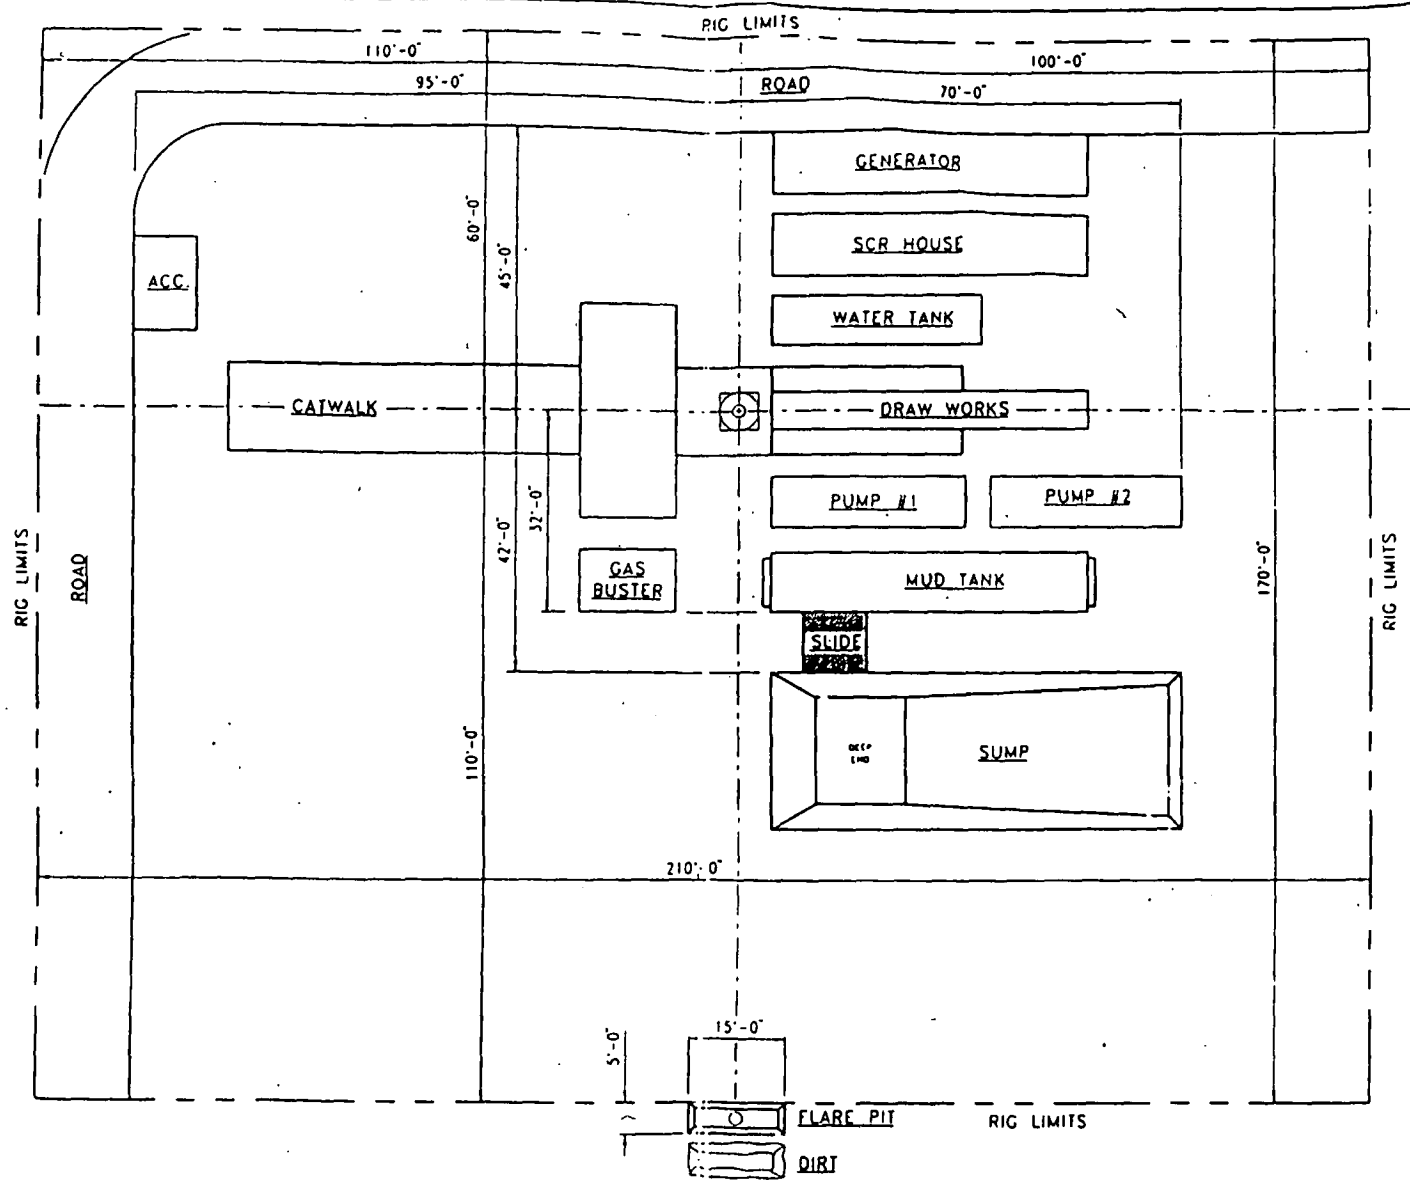 RIG LIMITS
110'-0"
100'-0"
95'-0"
ROAD
70'-0"
GENERATOR
60'-0"
SCR HOUSE
45'-0"
ACC.
WATER TANK
CATWALK
DRAW WORKS
PUMP #1
PUMP #2
32'-0"
42'-0"
RIG LIMITS
ROAD
GAS
BUSTER
MUD TANK
170'-0"
RIG LIMITS
SLIDE
DEEP
END
SUMP
110'-0"
210'-0"
15'-0"
5'-0"
FLARE PIT
RIG LIMITS
DIRT